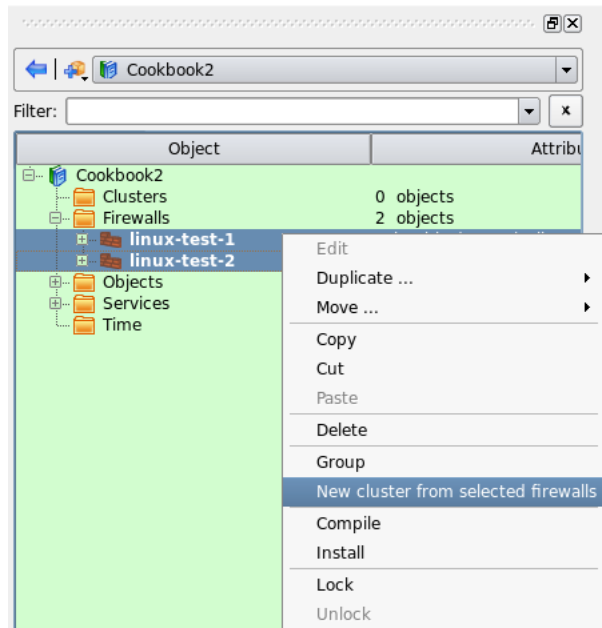 Cookbook2
Filter:
x
Object Attribu
Cookbook2
Clusters 0 objects
Firewalls 2 objects
linux-test-1
linux-test-2
Objects
Services
Time
Edit
Duplicate ...
Move ...
Copy
Cut
Paste
Delete
Group
New cluster from selected firewalls
Compile
Install
Lock
Unlock